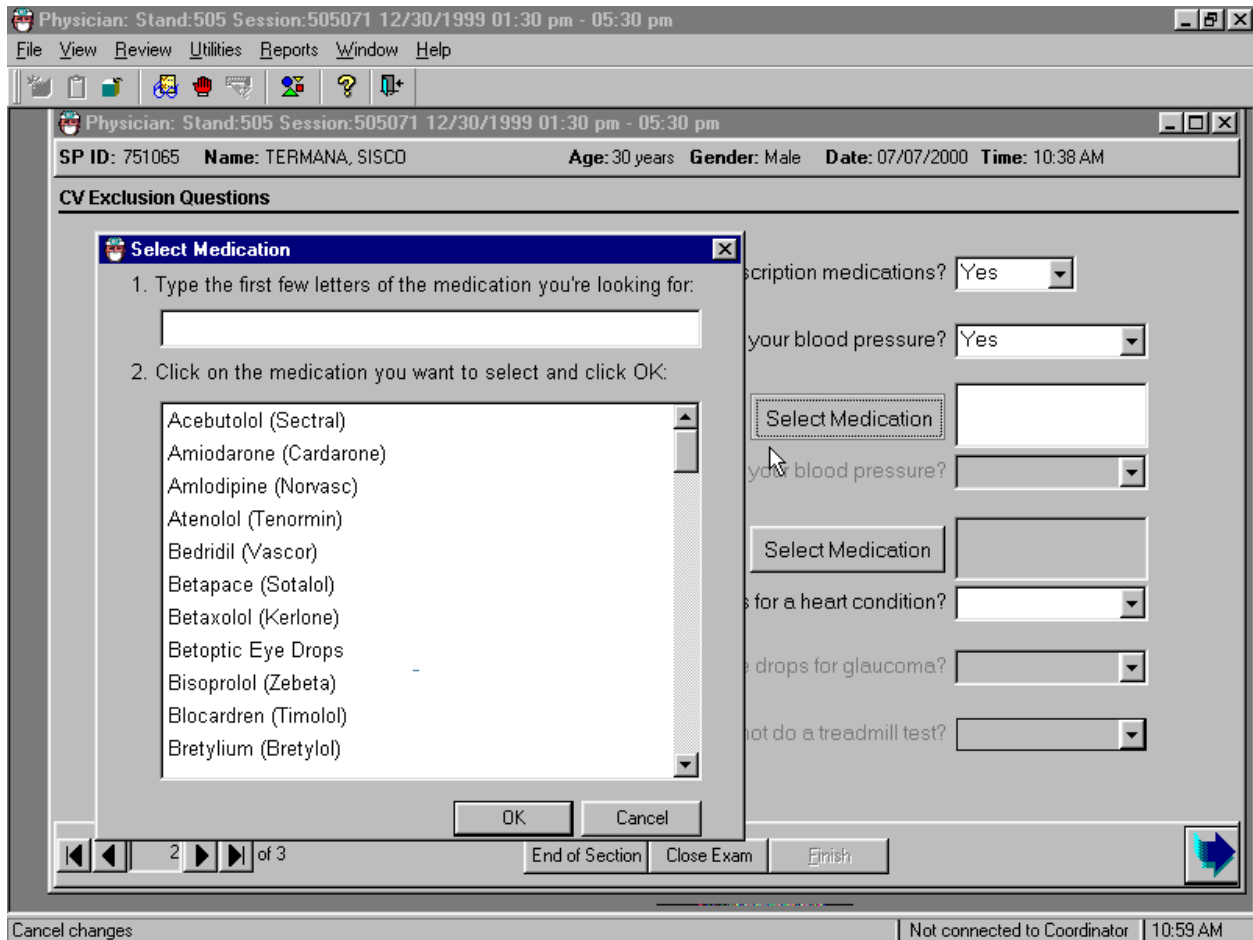 Physician: Stand:505 Session:505071 12/30/1999 01:30 pm - 05:30 pm
File View Review Utilities Reports Window Help
Physician: Stand:505 Session:505071 12/30/1999 01:30 pm - 05:30 pm
SP ID: 751065 Name: TERMANA, SISCO Age: 30 years Gender: Male Date: 07/07/2000 Time: 10:38 AM
CV Exclusion Questions
Select Medication
1. Type the first few letters of the medication you're looking for:
2. Click on the medication you want to select and click OK:
Acebutolol (Sectral)
Amiodarone (Cardarone)
Amlodipine (Norvasc)
Atenolol (Tenormin)
Bedridil (Vascor)
Betapace (Sotalol)
Betaxolol (Kerlone)
Betoptic Eye Drops
Bisoprolol (Zebeta)
Blocardren (Timolol)
Bretylium (Bretylol)
OK Cancel
scription medications? Yes
your blood pressure? Yes
Select Medication
your blood pressure?
Select Medication
s for a heart condition?
e drops for glaucoma?
not do a treadmill test?
2 of 3 End of Section Close Exam Finish
Cancel changes Not connected to Coordinator 10:59 AM